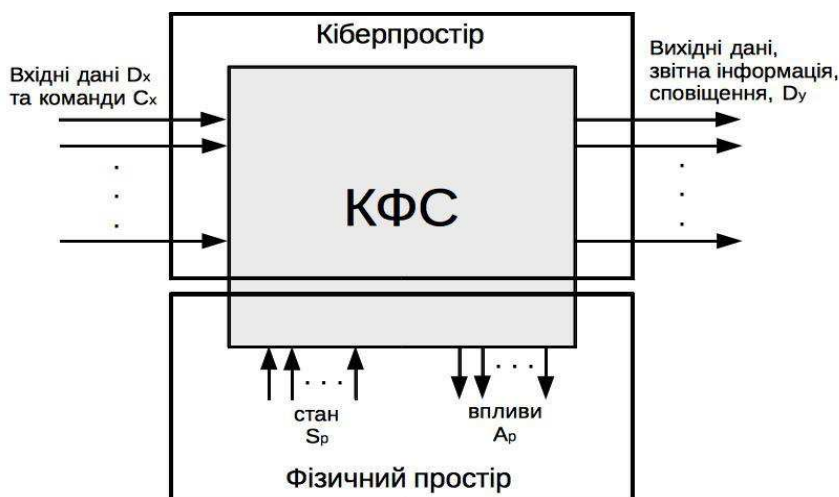 Кіберпростір
Вхідні дані Dx
та команди Cx
Вихідні дані,
звітна інформація,
сповіщення, Dy
КФС
стан
Sp
впливи
Ap
Фізичний простір